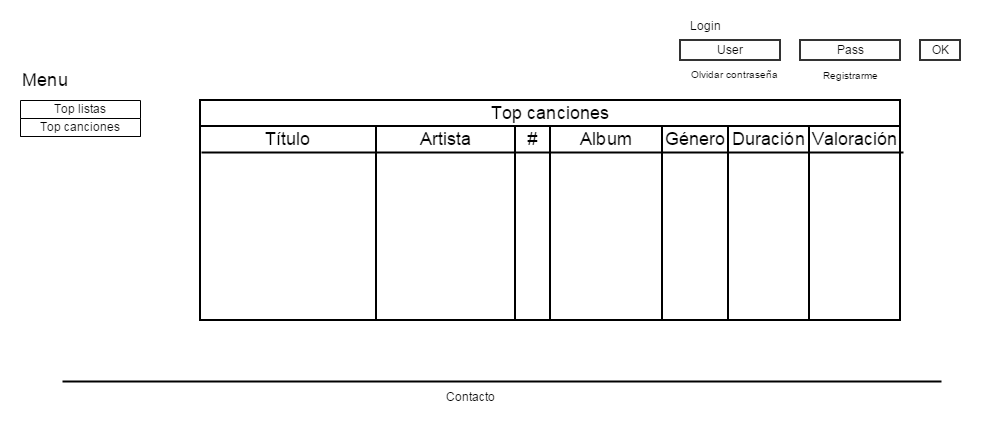 Login
User Pass OK
Olvidar contraseña Registrarme
Menu
Top listas
Top canciones
Top canciones
Título Artista # Album Género Duración Valoración
Contacto